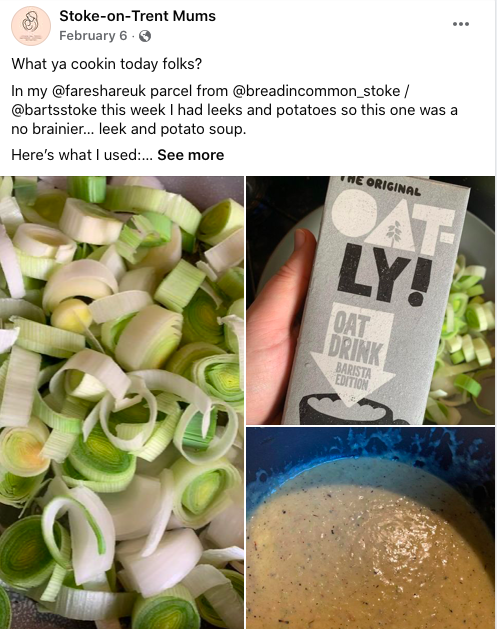 Stoke-on-Trent Mums
February 6 ·
What ya cookin today folks?
In my @fareshareuk parcel from @breadincommon_stoke /
@bartsstoke this week I had leeks and potatoes so this one was a
no brainier... leek and potato soup.
Here's what I used:... See more
THE ORIGINAL
OAT-
LY!
OAT
DRINK
BARISTA
EDITION